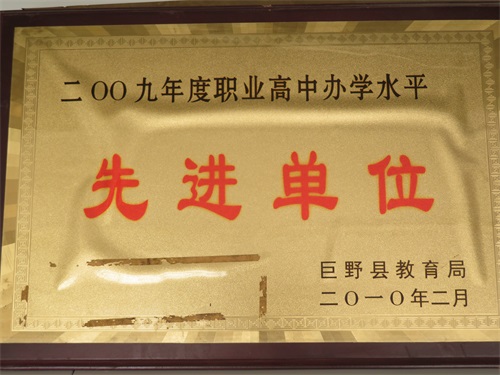 二OO九年度职业高中办学水平
先进单位
巨野县教育局
二O一O年二月